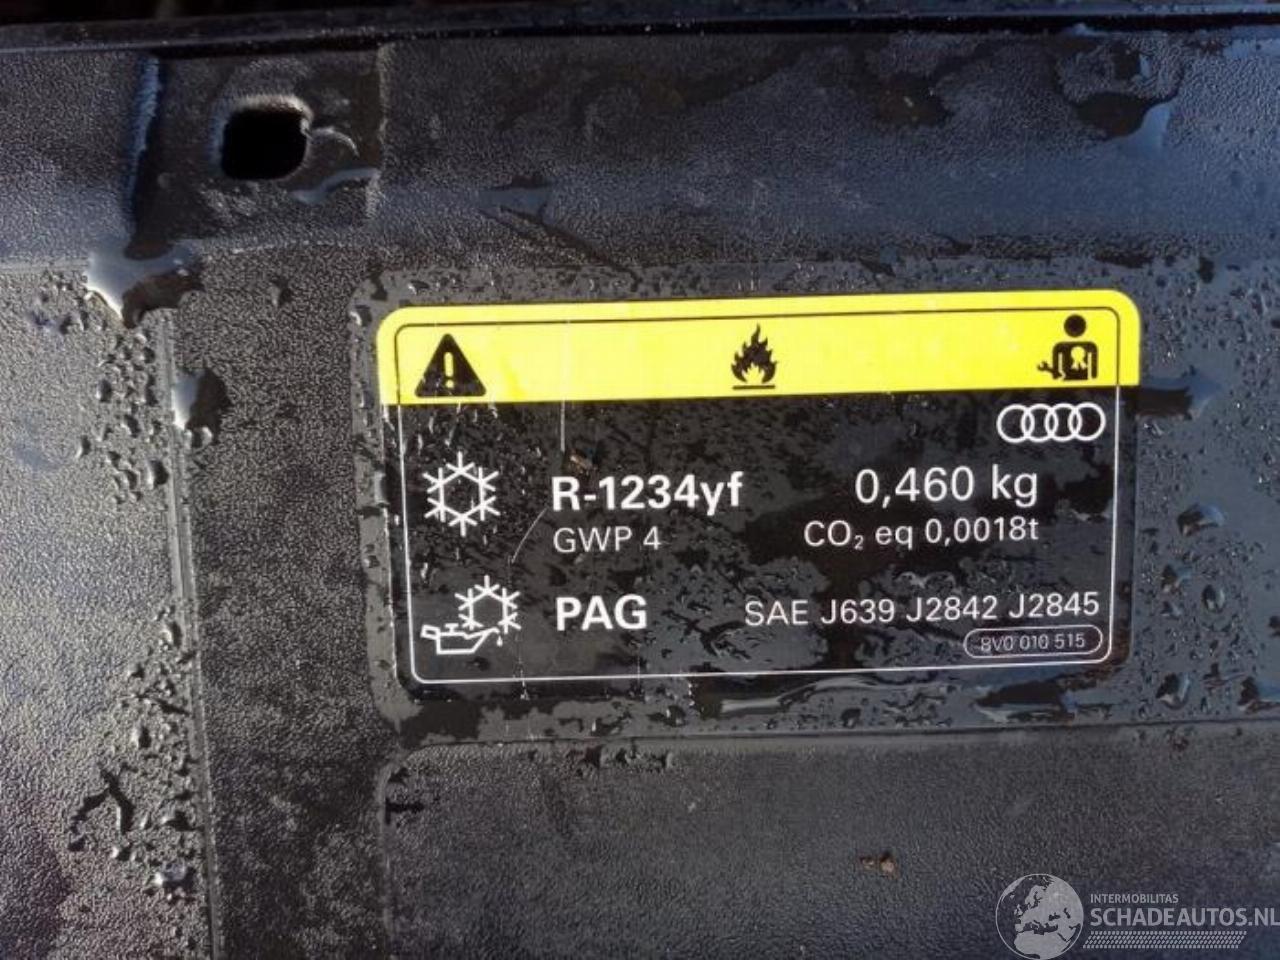 R-1234yf 0,460 kg
GWP 4 CO₂ eq 0,0018t
PAG SAE J639 J2842 J2845
8V0 010 515
INTERMOBILITAS
SCHADEAUTOS.NL